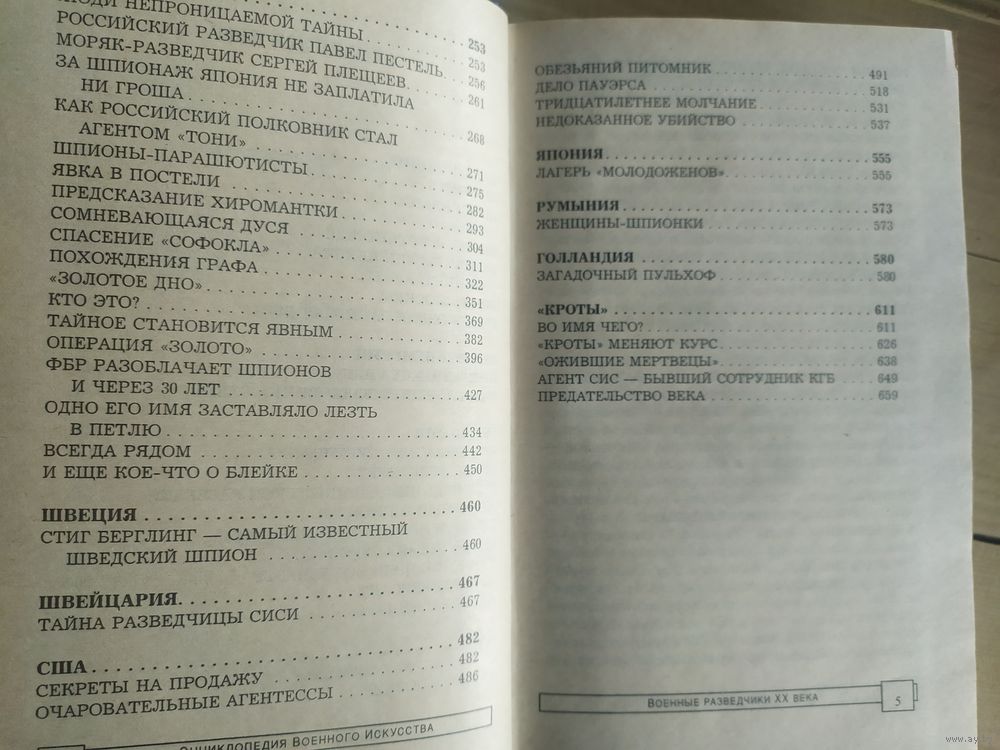 253
ЛЮДИ НЕПРОНИЦАЕМОЙ ТАЙНЫ . . . . . . . . 253
РОССИЙСКИЙ РАЗВЕДЧИК ПАВЕЛ ПЕСТЕЛЬ . . 256
МОРЯК-РАЗВЕДЧИК СЕРГЕЙ ПЛЕЩЕЕВ . . . . . 261
ЗА ШПИОНАЖ ЯПОНИЯ НЕ ЗАПЛАТИЛА
НИ ГРОША . . . . . . . . . . . . . . . . . . . . 268
КАК РОССИЙСКИЙ ПОЛКОВНИК СТАЛ
АГЕНТОМ «ТОНИ» . . . . . . . . . . . . . . . . 271
ШПИОНЫ-ПАРАШЮТИСТЫ . . . . . . . . . . . . 275
ЯВКА В ПОСТЕЛИ . . . . . . . . . . . . . . . . . 282
ПРЕДСКАЗАНИЕ ХИРОМАНТКИ . . . . . . . . . . 293
СОМНЕВАЮЩАЯСЯ ДУСЯ . . . . . . . . . . . . . 304
СПАСЕНИЕ «СОФОКЛА» . . . . . . . . . . . . . . 311
ПОХОЖДЕНИЯ ГРАФА . . . . . . . . . . . . . . . 322
«ЗОЛОТОЕ ДНО» . . . . . . . . . . . . . . . . . . 351
КТО ЭТО? . . . . . . . . . . . . . . . . . . . . . . 369
ТАЙНОЕ СТАНОВИТСЯ ЯВНЫМ . . . . . . . . . . 382
ОПЕРАЦИЯ «ЗОЛОТО» . . . . . . . . . . . . . . . 396
ФБР РАЗОБЛАЧАЕТ ШПИОНОВ
И ЧЕРЕЗ 30 ЛЕТ . . . . . . . . . . . . . . . . . 427
ОДНО ЕГО ИМЯ ЗАСТАВЛЯЛО ЛЕЗТЬ
В ПЕТЛЮ . . . . . . . . . . . . . . . . . . . . . 434
ВСЕГДА РЯДОМ . . . . . . . . . . . . . . . . . . . 442
И ЕЩЕ КОЕ-ЧТО О БЛЕЙКЕ . . . . . . . . . . . . 450
ШВЕЦИЯ . . . . . . . . . . . . . . . . . . . . . . . 460
СТИГ БЕРГЛИНГ — САМЫЙ ИЗВЕСТНЫЙ
ШВЕДСКИЙ ШПИОН . . . . . . . . . . . . . . . 460
ШВЕЙЦАРИЯ. . . . . . . . . . . . . . . . . . . . . 467
ТАЙНА РАЗВЕДЧИЦЫ СИСИ . . . . . . . . . . . . 467
США . . . . . . . . . . . . . . . . . . . . . . . . . 482
СЕКРЕТЫ НА ПРОДАЖУ . . . . . . . . . . . . . . 482
ОЧАРОВАТЕЛЬНЫЕ АГЕНТЕССЫ . . . . . . . . . 486
ЭНЦИКЛОПЕДИЯ ВОЕННОГО ИСКУССТВА
ОБЕЗЬЯНИЙ ПИТОМНИК . . . . . . . . . . . . . 491
ДЕЛО ПАУЭРСА . . . . . . . . . . . . . . . . . . 518
ТРИДЦАТИЛЕТНЕЕ МОЛЧАНИЕ . . . . . . . . . 531
НЕДОКАЗАННОЕ УБИЙСТВО . . . . . . . . . . . 537
ЯПОНИЯ. . . . . . . . . . . . . . . . . . . . . . . 555
ЛАГЕРЬ «МОЛОДОЖЕНОВ». . . . . . . . . . . . 555
РУМЫНИЯ . . . . . . . . . . . . . . . . . . . . . 573
ЖЕНЩИНЫ-ШПИОНКИ . . . . . . . . . . . . . . 573
ГОЛЛАНДИЯ . . . . . . . . . . . . . . . . . . . . 580
ЗАГАДОЧНЫЙ ПУЛЬХОФ . . . . . . . . . . . . . 580
«КРОТЫ» . . . . . . . . . . . . . . . . . . . . . . 611
ВО ИМЯ ЧЕГО? . . . . . . . . . . . . . . . . . . . 611
«КРОТЫ» МЕНЯЮТ КУРС. . . . . . . . . . . . . 626
«ОЖИВШИЕ МЕРТВЕЦЫ». . . . . . . . . . . . . 638
АГЕНТ СИС — БЫВШИЙ СОТРУДНИК КГБ . . . . 649
ПРЕДАТЕЛЬСТВО ВЕКА . . . . . . . . . . . . . . 659
ВОЕННЫЕ РАЗВЕДЧИКИ XX ВЕКА 5